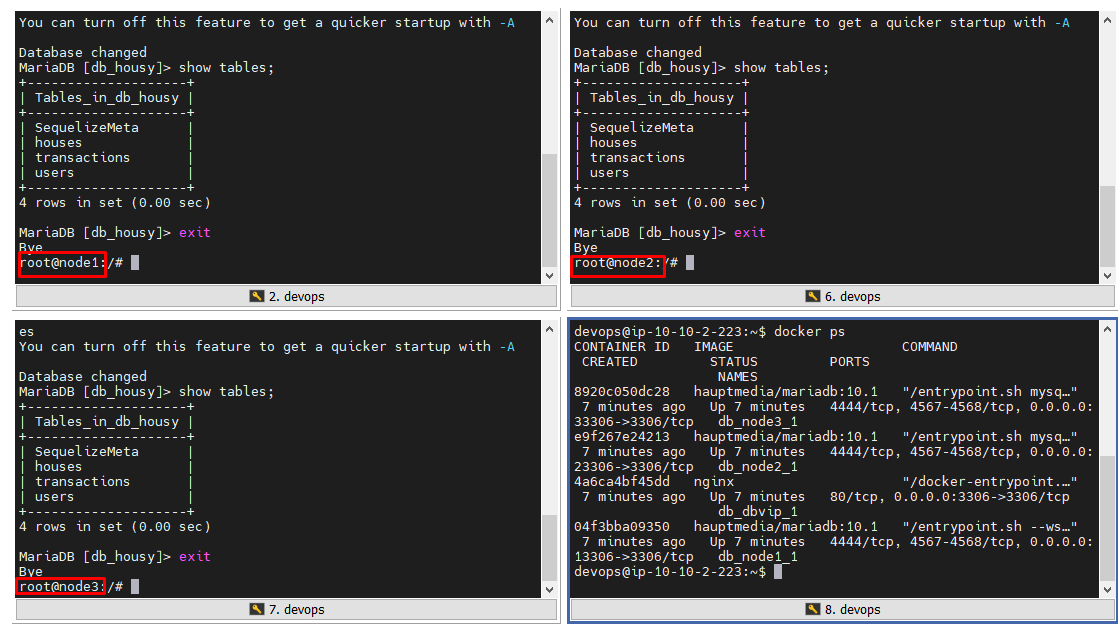 You can turn off this feature to get a quicker startup with -A
Database changed
MariaDB [db_housy]> show tables;
+--------------------+
| Tables_in_db_housy |
+--------------------+
| SequelizeMeta      |
| houses             |
| transactions       |
| users              |
+--------------------+
4 rows in set (0.00 sec)
MariaDB [db_housy]> exit
Bye
root@node1:/#
2. devops
You can turn off this feature to get a quicker startup with -A
Database changed
MariaDB [db_housy]> show tables;
+--------------------+
| Tables_in_db_housy |
+--------------------+
| SequelizeMeta      |
| houses             |
| transactions       |
| users              |
+--------------------+
4 rows in set (0.00 sec)
MariaDB [db_housy]> exit
Bye
root@node2:/#
6. devops
es
You can turn off this feature to get a quicker startup with -A
Database changed
MariaDB [db_housy]> show tables;
+--------------------+
| Tables_in_db_housy |
+--------------------+
| SequelizeMeta      |
| houses             |
| transactions       |
| users              |
+--------------------+
4 rows in set (0.00 sec)
MariaDB [db_housy]> exit
Bye
root@node3:/#
7. devops
devops@ip-10-10-2-223:~$ docker ps
CONTAINER ID   IMAGE                     COMMAND
 CREATED         STATUS         PORTS
                  NAMES
8920c050dc28   hauptmedia/mariadb:10.1   "/entrypoint.sh mysq…"
 7 minutes ago   Up 7 minutes   4444/tcp, 4567-4568/tcp, 0.0.0.0:
33306->3306/tcp   db_node3_1
e9f267e24213   hauptmedia/mariadb:10.1   "/entrypoint.sh mysq…"
 7 minutes ago   Up 7 minutes   4444/tcp, 4567-4568/tcp, 0.0.0.0:
23306->3306/tcp   db_node2_1
4a6ca4bf45dd   nginx                     "/docker-entrypoint.…"
 7 minutes ago   Up 7 minutes   80/tcp, 0.0.0.0:3306->3306/tcp
                  db_dbvip_1
04f3bba09350   hauptmedia/mariadb:10.1   "/entrypoint.sh --ws…"
 7 minutes ago   Up 7 minutes   4444/tcp, 4567-4568/tcp, 0.0.0.0:
13306->3306/tcp   db_node1_1
devops@ip-10-10-2-223:~$
8. devops